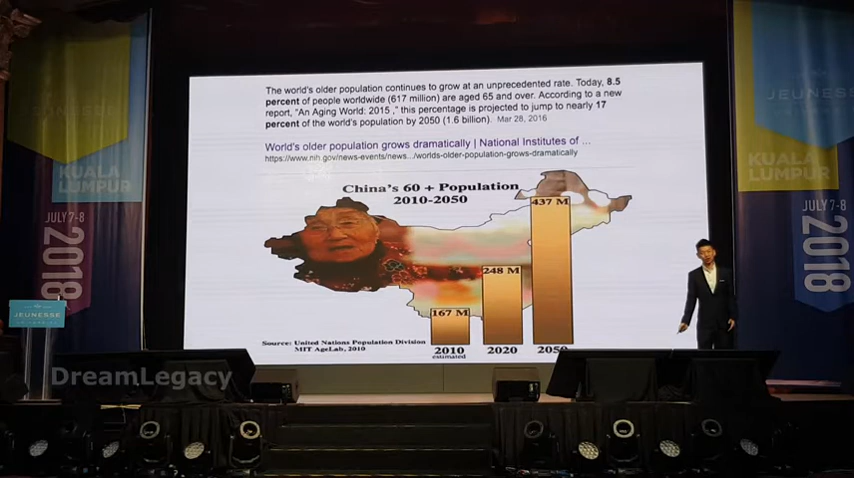 The world's older population continues to grow at an unprecedented rate. Today, 8.5
percent of people worldwide (617 million) are aged 65 and over. According to a new
report, "An Aging World: 2015 ," this percentage is projected to jump to nearly 17
percent of the world's population by 2050 (1.6 billion). Mar 28, 2016
World's older population grows dramatically | National Institutes of ...
https://www.nih.gov/news-events/news.../worlds-older-population-grows-dramatically
China's 60 + Population
2010-2050
437 M
248 M
167 M
2010
estimated
2020
2050
Source: United Nations Population Division
MIT AgeLab, 2010
KUALA
LUMPUR
JULY 7-8
2018
JEUNESSE
JEUNESSE
KUALA
LUMPUR
JULY 7-8
2018
DreamLegacy